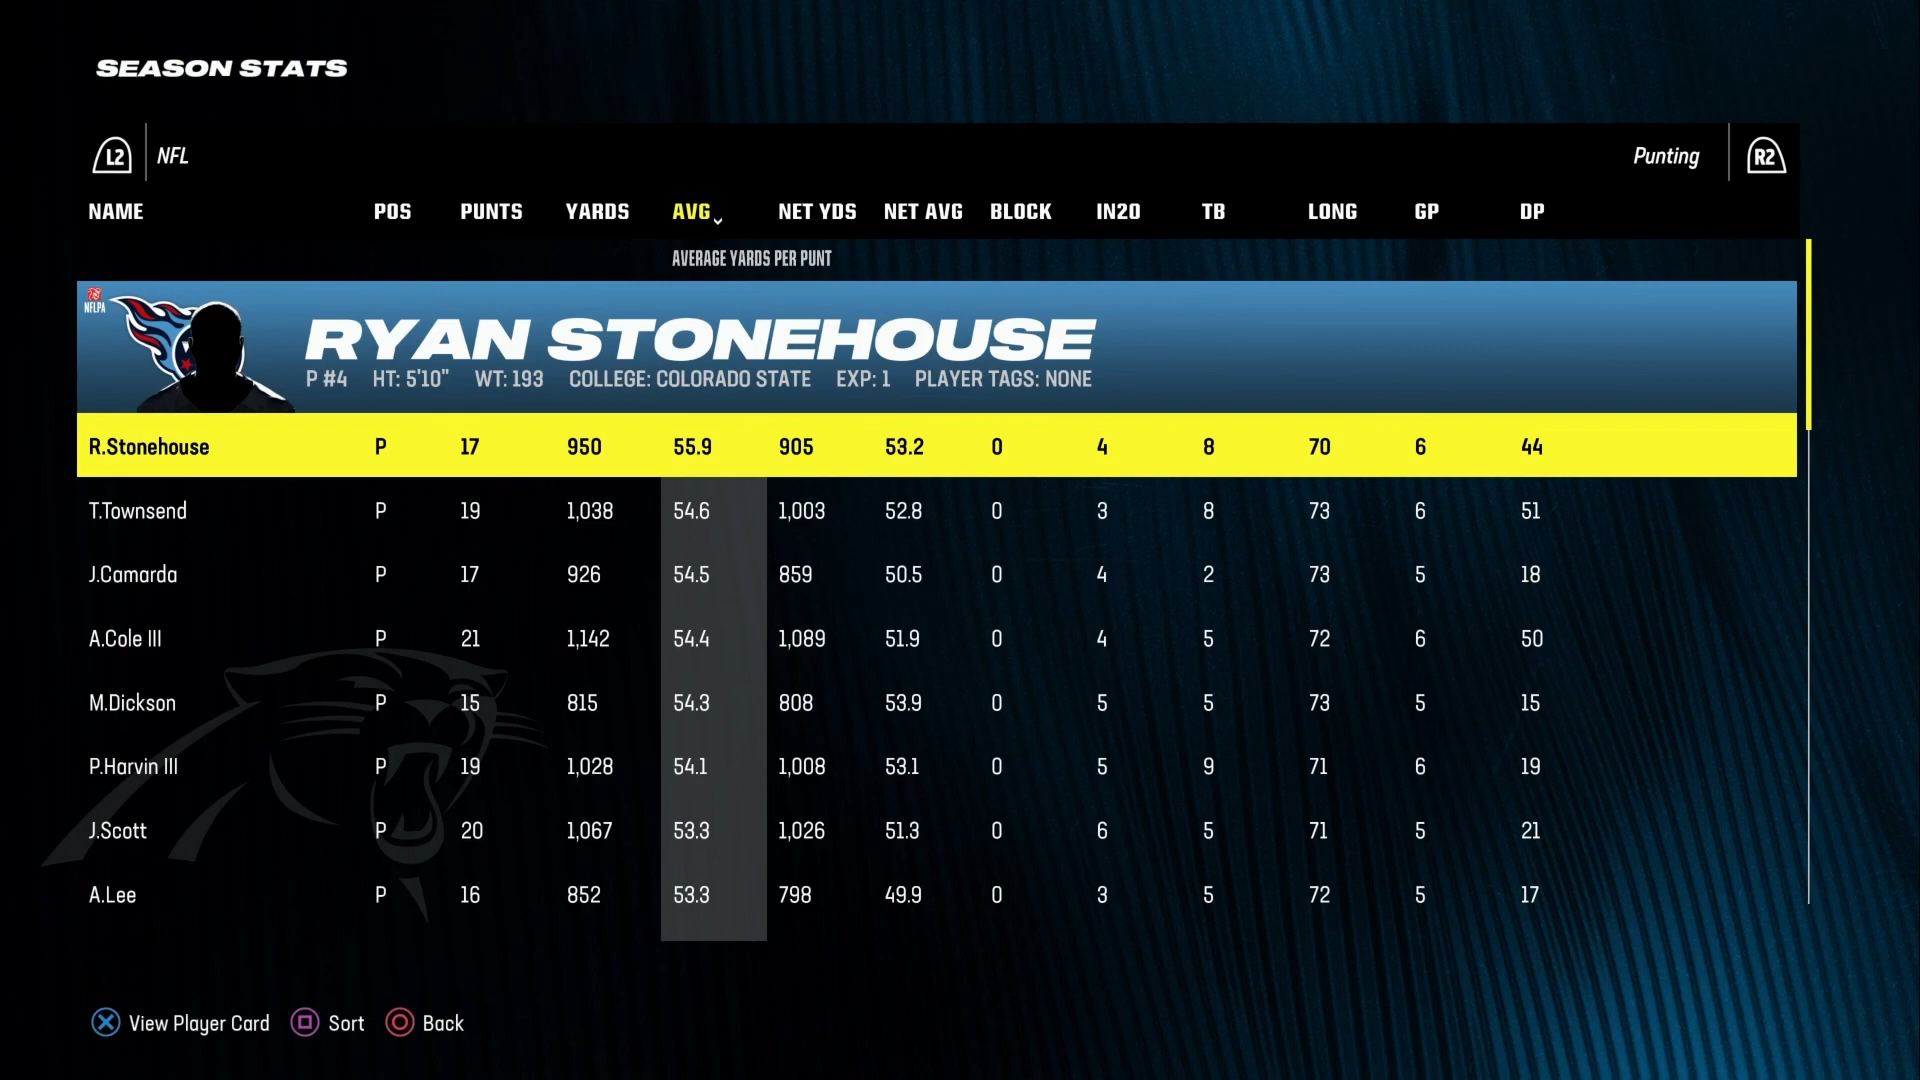 SEASON STATS
L2 NFL Punting R2
NAME POS PUNTS YARDS AVG NET YDS NET AVG BLOCK IN20 TB LONG GP DP
AVERAGE YARDS PER PUNT
NFLPA
RYAN STONEHOUSE
P #4 HT: 5'10" WT: 193 COLLEGE: COLORADO STATE EXP: 1 PLAYER TAGS: NONE
R.Stonehouse P 17 950 55.9 905 53.2 0 4 8 70 6 44
T.Townsend P 19 1,038 54.6 1,003 52.8 0 3 8 73 6 51
J.Camarda P 17 926 54.5 859 50.5 0 4 2 73 5 18
A.Cole III P 21 1,142 54.4 1,089 51.9 0 4 5 72 6 50
M.Dickson P 15 815 54.3 808 53.9 0 5 5 73 5 15
P.Harvin III P 19 1,028 54.1 1,008 53.1 0 5 9 71 6 19
J.Scott P 20 1,067 53.3 1,026 51.3 0 6 5 71 5 21
A.Lee P 16 852 53.3 798 49.9 0 3 5 72 5 17
View Player Card Sort Back